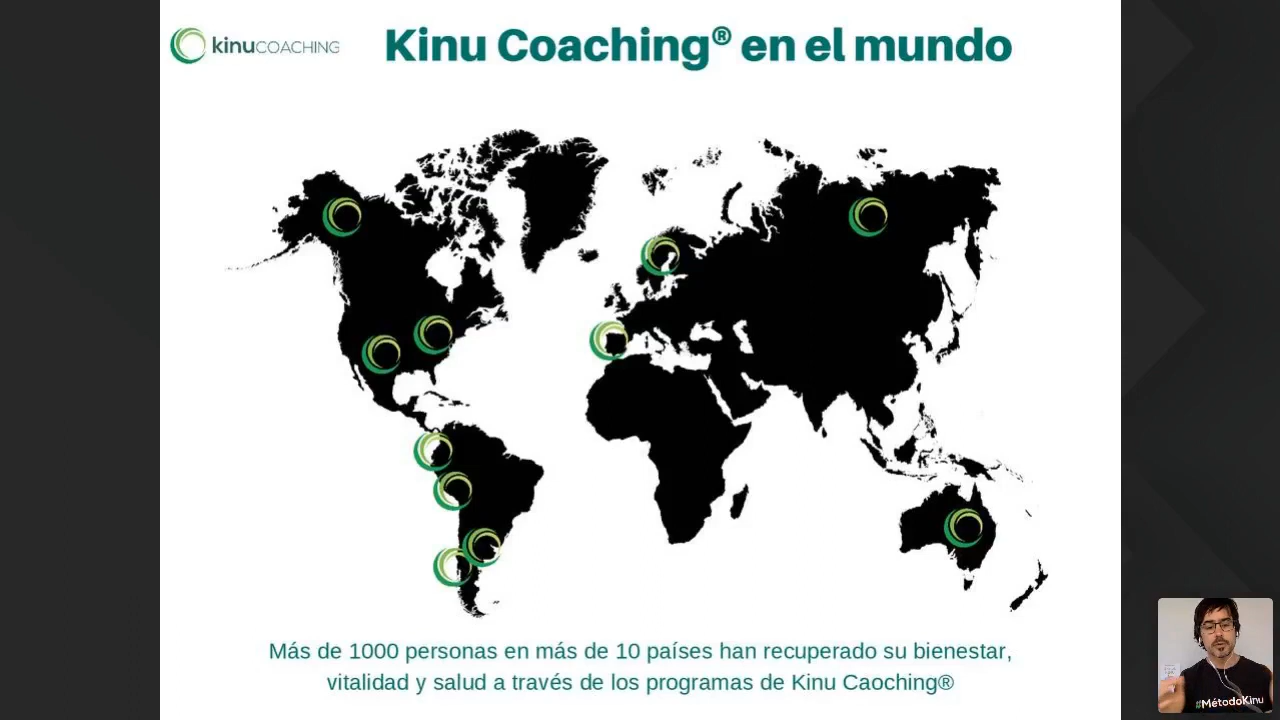 kinuCOACHING
Kinu Coaching® en el mundo
Más de 1000 personas en más de 10 países han recuperado su bienestar,
vitalidad y salud a través de los programas de Kinu Caoching®
#MétodoKinu